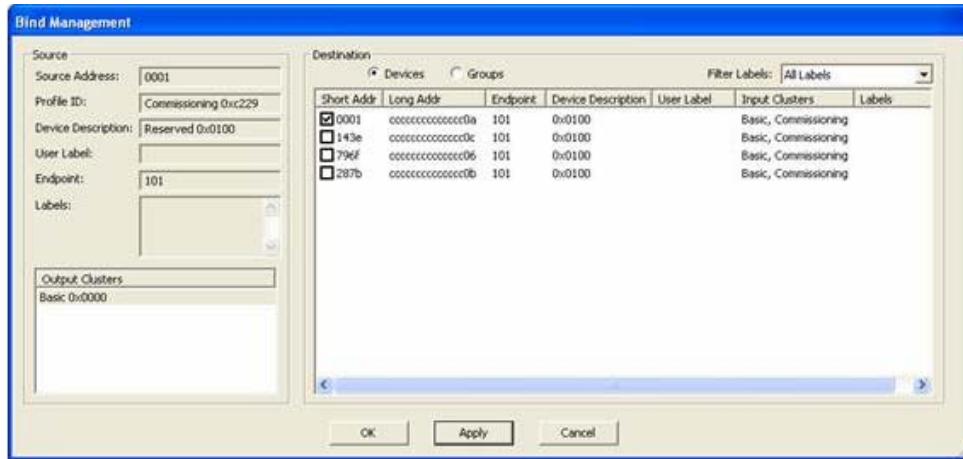 Bind Management
Source
Source Address: 0001
Profile ID: Commissioning 0xc229
Device Description: Reserved 0x0100
User Label:
Endpoint: 101
Labels:
Output Clusters
Basic 0x0000
Destination
Devices Groups Filter Labels: All Labels
Short Addr Long Addr Endpoint Device Description User Label Input Clusters Labels
0001 cccccccccccccc0a 101 0x0100 Basic, Commissioning
143e cccccccccccccc0c 101 0x0100 Basic, Commissioning
796f cccccccccccccc06 101 0x0100 Basic, Commissioning
287b cccccccccccccc0b 101 0x0100 Basic, Commissioning
OK Apply Cancel